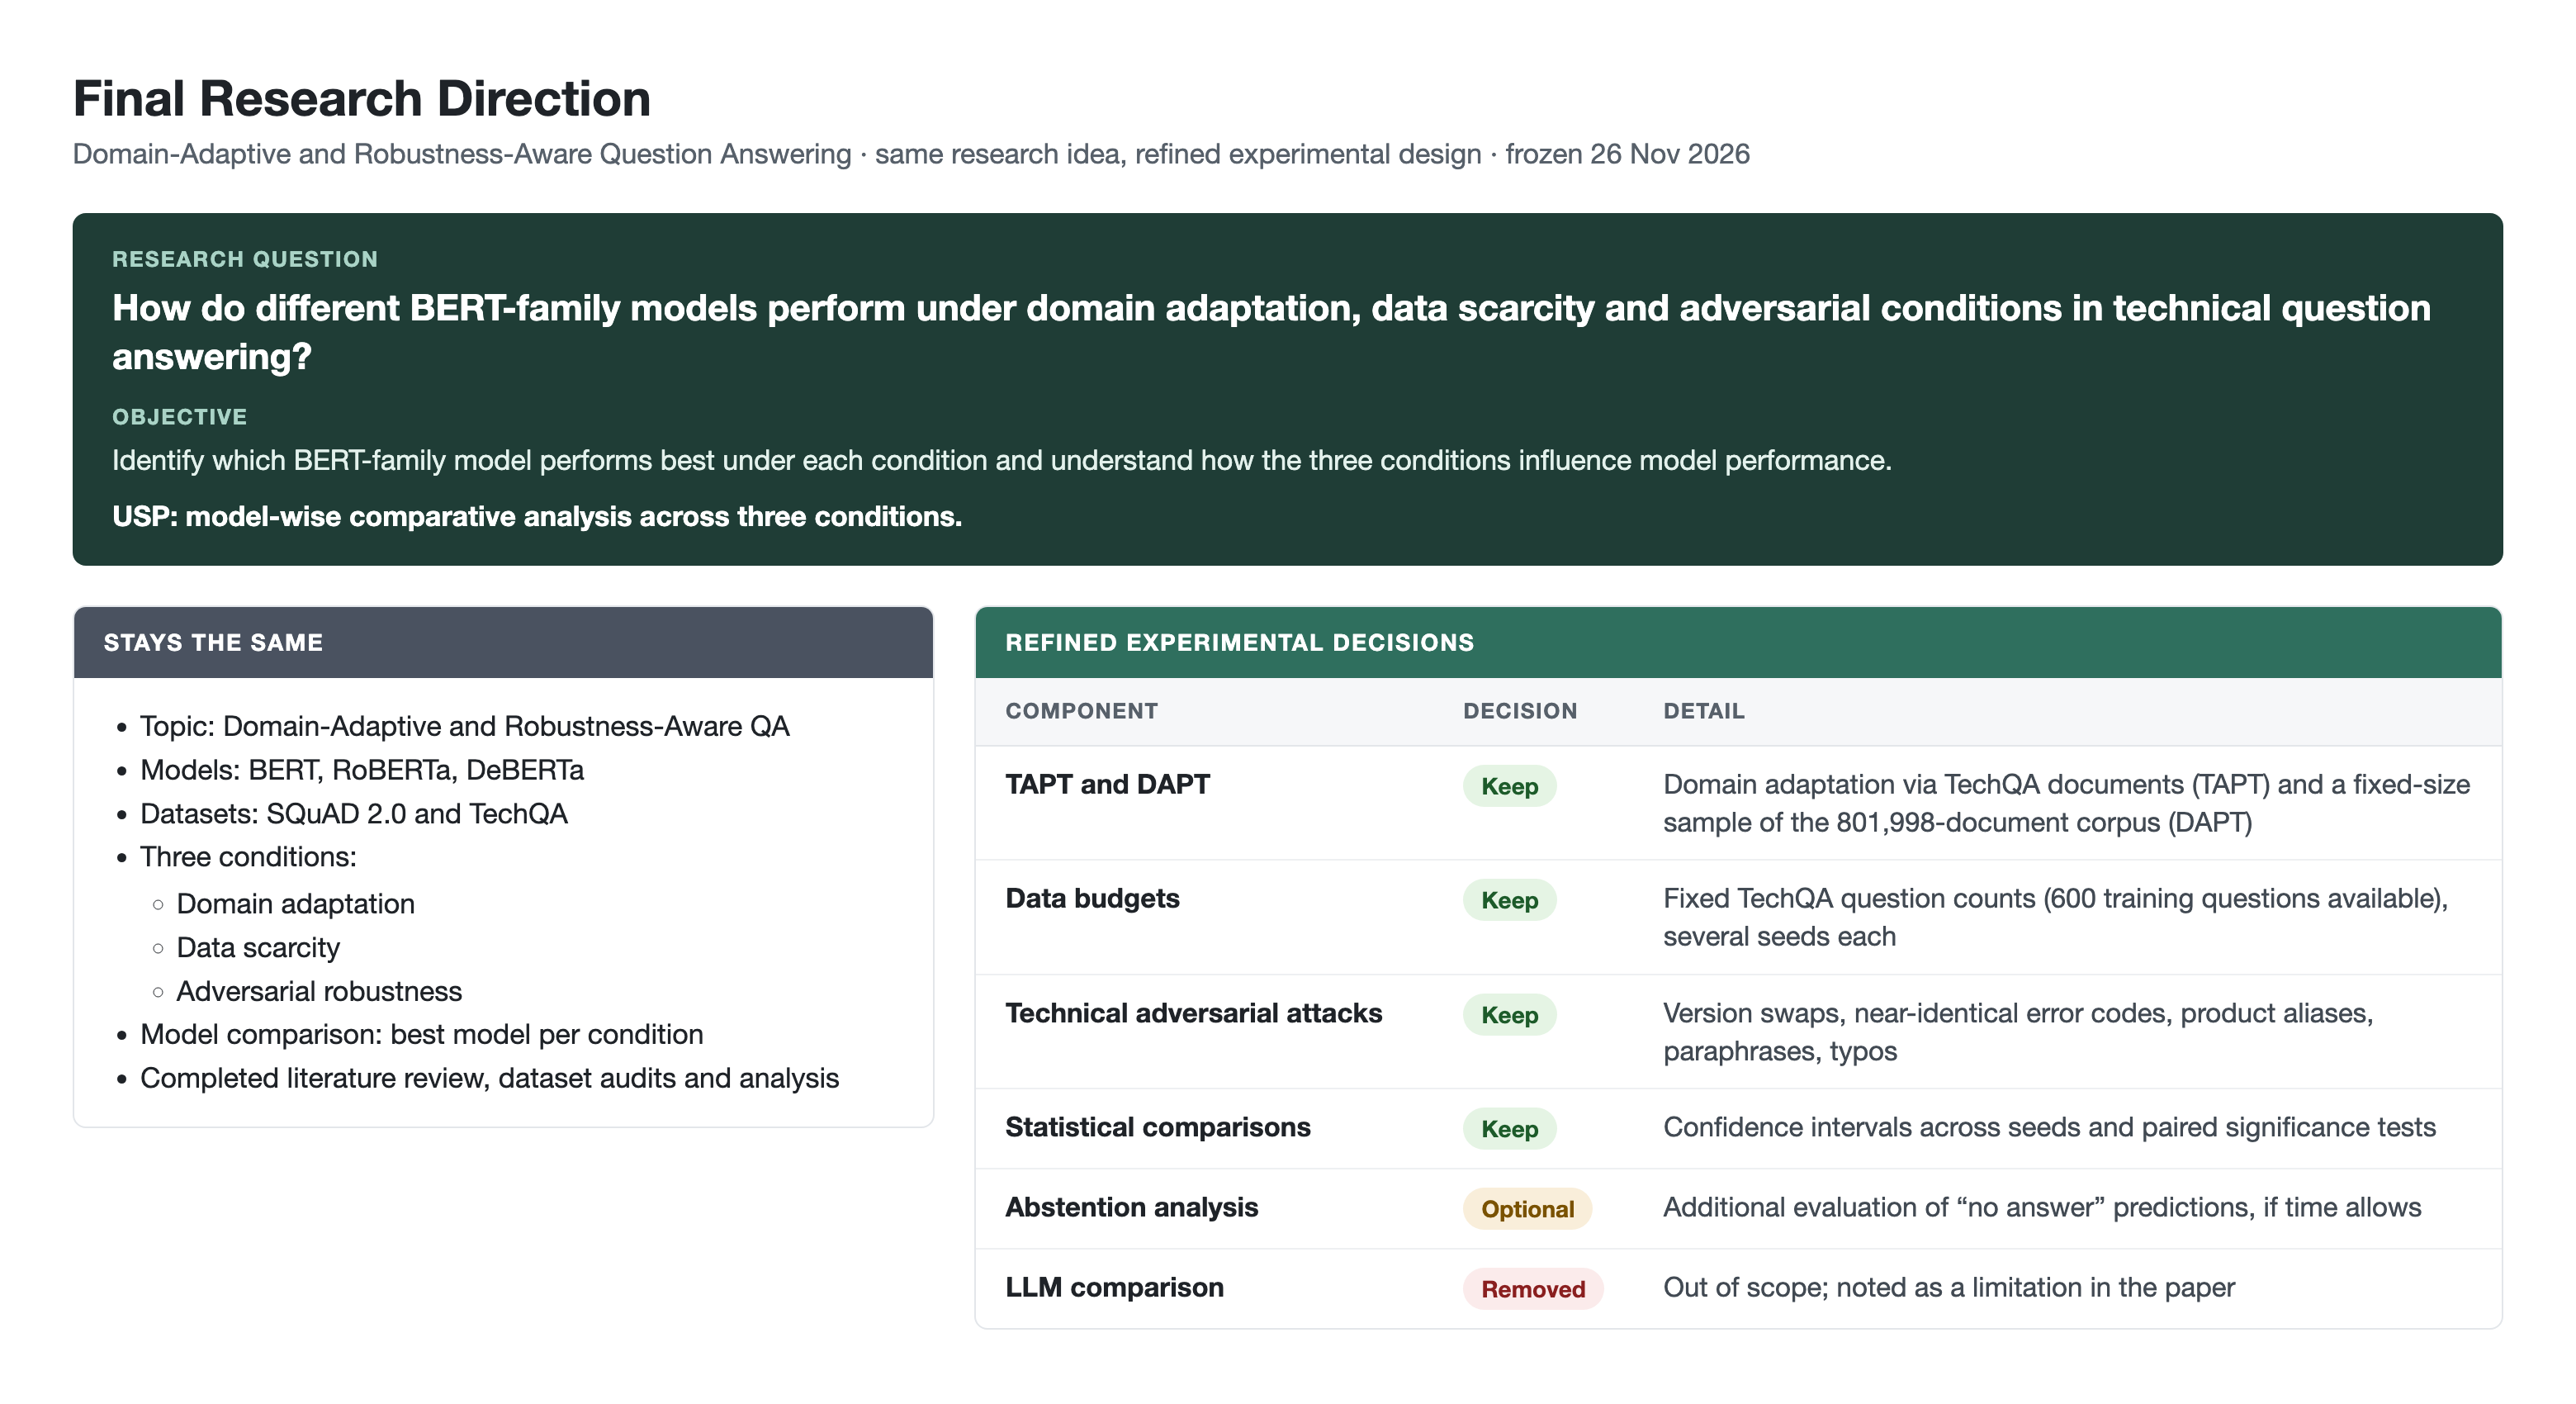 Final Research Direction
Domain-Adaptive and Robustness-Aware Question Answering · same research idea, refined experimental design · frozen 26 Nov 2026
RESEARCH QUESTION
How do different BERT-family models perform under domain adaptation, data scarcity and adversarial conditions in technical question
answering?
OBJECTIVE
Identify which BERT-family model performs best under each condition and understand how the three conditions influence model performance.
USP: model-wise comparative analysis across three conditions.
STAYS THE SAME
• Topic: Domain-Adaptive and Robustness-Aware QA
• Models: BERT, RoBERTa, DeBERTa
• Datasets: SQuAD 2.0 and TechQA
• Three conditions:
◦ Domain adaptation
◦ Data scarcity
◦ Adversarial robustness
• Model comparison: best model per condition
• Completed literature review, dataset audits and analysis
REFINED EXPERIMENTAL DECISIONS
COMPONENT DECISION DETAIL
TAPT and DAPT Keep Domain adaptation via TechQA documents (TAPT) and a fixed-size
sample of the 801,998-document corpus (DAPT)
Data budgets Keep Fixed TechQA question counts (600 training questions available),
several seeds each
Technical adversarial attacks Keep Version swaps, near-identical error codes, product aliases,
paraphrases, typos
Statistical comparisons Keep Confidence intervals across seeds and paired significance tests
Abstention analysis Optional Additional evaluation of “no answer” predictions, if time allows
LLM comparison Removed Out of scope; noted as a limitation in the paper